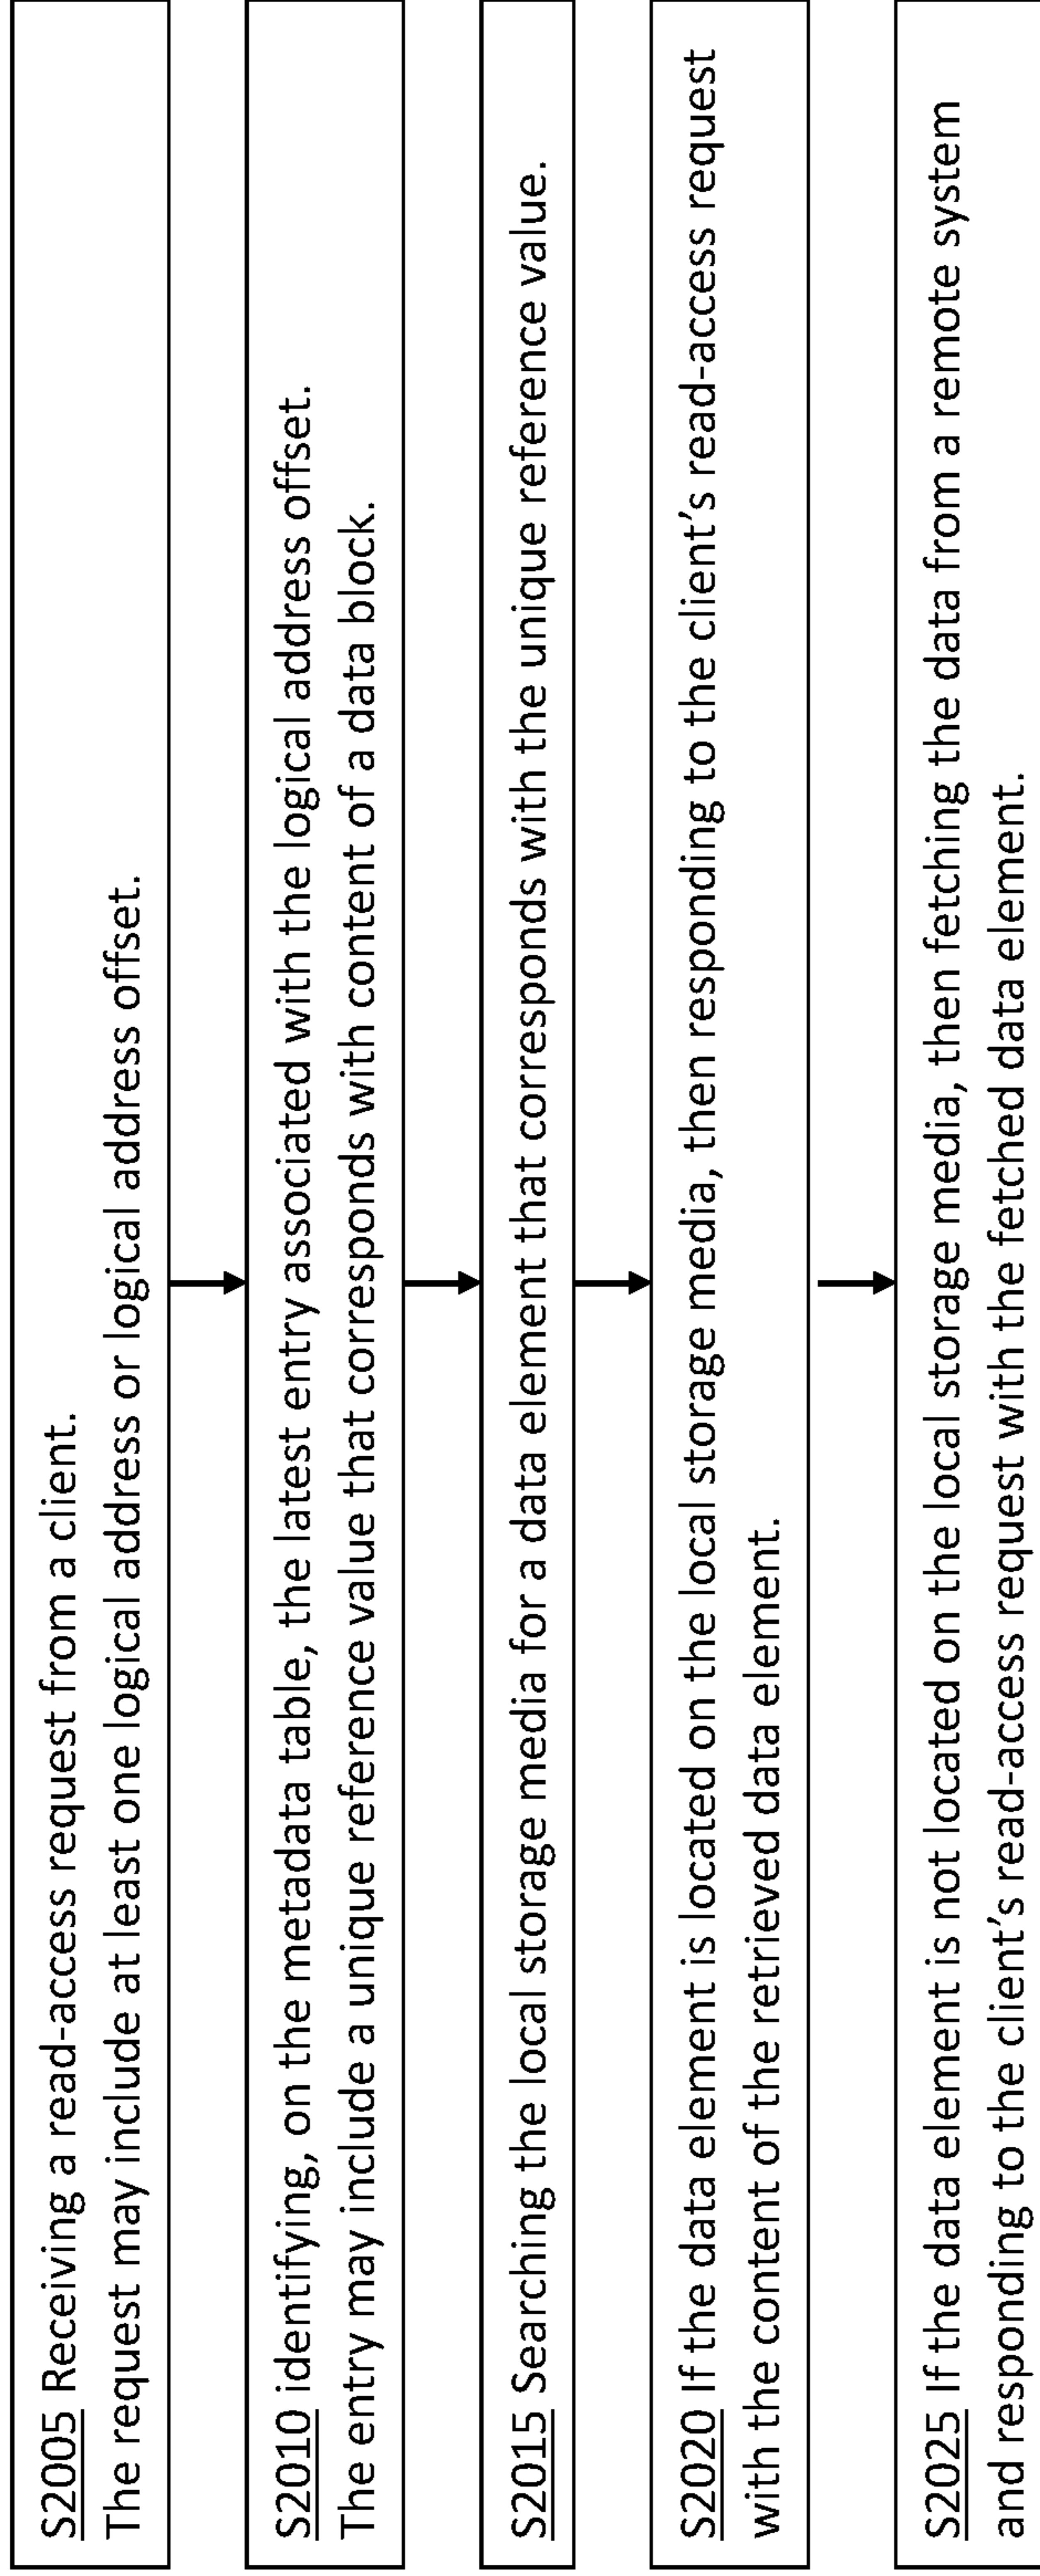 S2005 Receiving a read-access request from a client.
The request may include at least one logical address or logical address offset.
S2010 identifying, on the metadata table, the latest entry associated with the logical address offset.
The entry may include a unique reference value that corresponds with content of a data block.
S2015 Searching the local storage media for a data element that corresponds with the unique reference value.
S2020 If the data element is located on the local storage media, then responding to the client’s read-access request
with the content of the retrieved data element.
S2025 If the data element is not located on the local storage media, then fetching the data from a remote system
and responding to the client’s read-access request with the fetched data element.